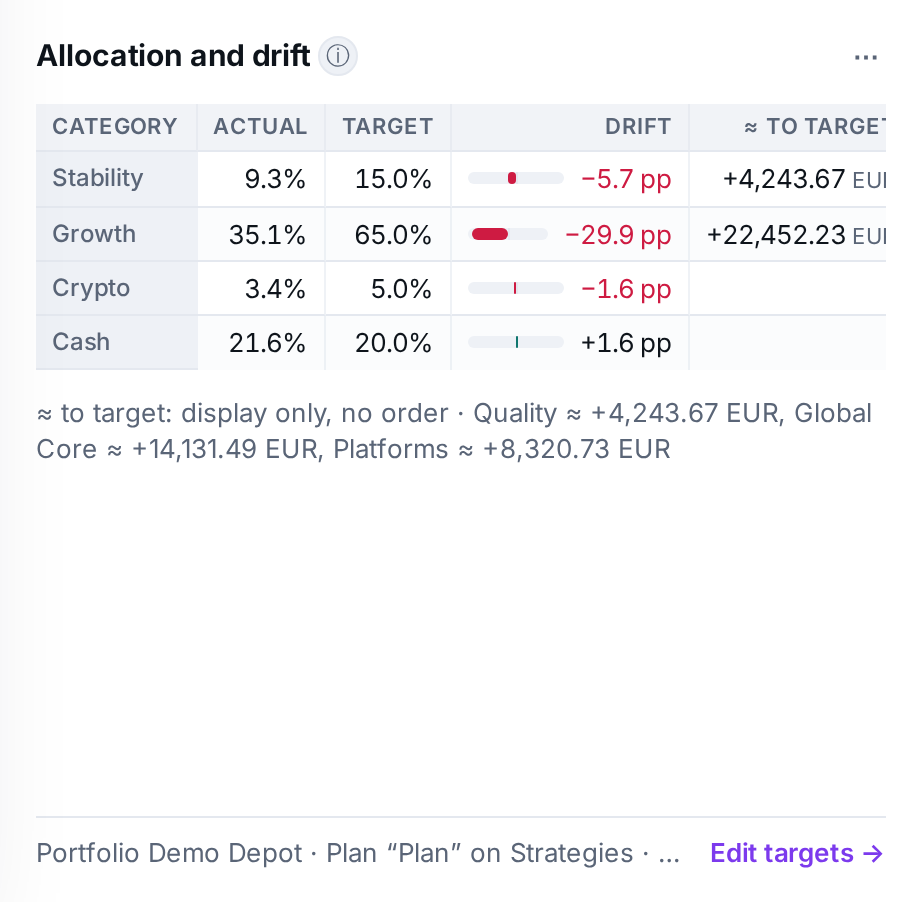 Allocation and drift ⓘ ...
CATEGORY ACTUAL TARGET DRIFT ≈ TO TARGET
Stability 9.3% 15.0% −5.7 pp +4,243.67 EUR
Growth 35.1% 65.0% −29.9 pp +22,452.23 EUR
Crypto 3.4% 5.0% −1.6 pp
Cash 21.6% 20.0% +1.6 pp
≈ to target: display only, no order · Quality ≈ +4,243.67 EUR, Global
Core ≈ +14,131.49 EUR, Platforms ≈ +8,320.73 EUR
Portfolio Demo Depot · Plan “Plan” on Strategies · ... Edit targets →